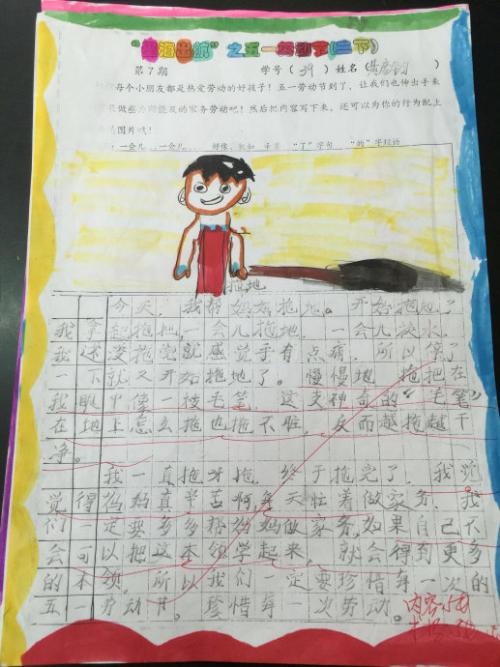 之五一劳动节(二下)
第7期 学号( ) 姓名( )
每个小朋友都是热爱劳动的好孩子！五一劳动节到了，让我们也伸出手来
做些力所能及的家务劳动吧！然后把内容写下来，还可以为你的行为配上
图片哦！
一会儿……一会儿…… 好像 "了"字句 "的"字短语
拖地
今天，我帮妈妈拖地。开始拖地了
我拿起拖把，一会儿拖地，一会儿换水。
我还没拖完就感觉手有点痛，所以停了
一下就又开始拖地了。慢慢地，拖把在
我眼中像一枝毛笔，这支神奇的"毛笔"
在地上怎么拖也拖不脏，反而越拖越干
净。
我一直拖呀拖，终于拖完了，我觉
觉得妈妈真辛苦啊每天忙着做家务，我
们一定要多多帮妈妈做家务，如果自己不
会可以把这本领学起来，就会得到更多
的本领，所以我们一定要珍惜每一次的
五一劳动节。珍惜每一次劳动。
内容